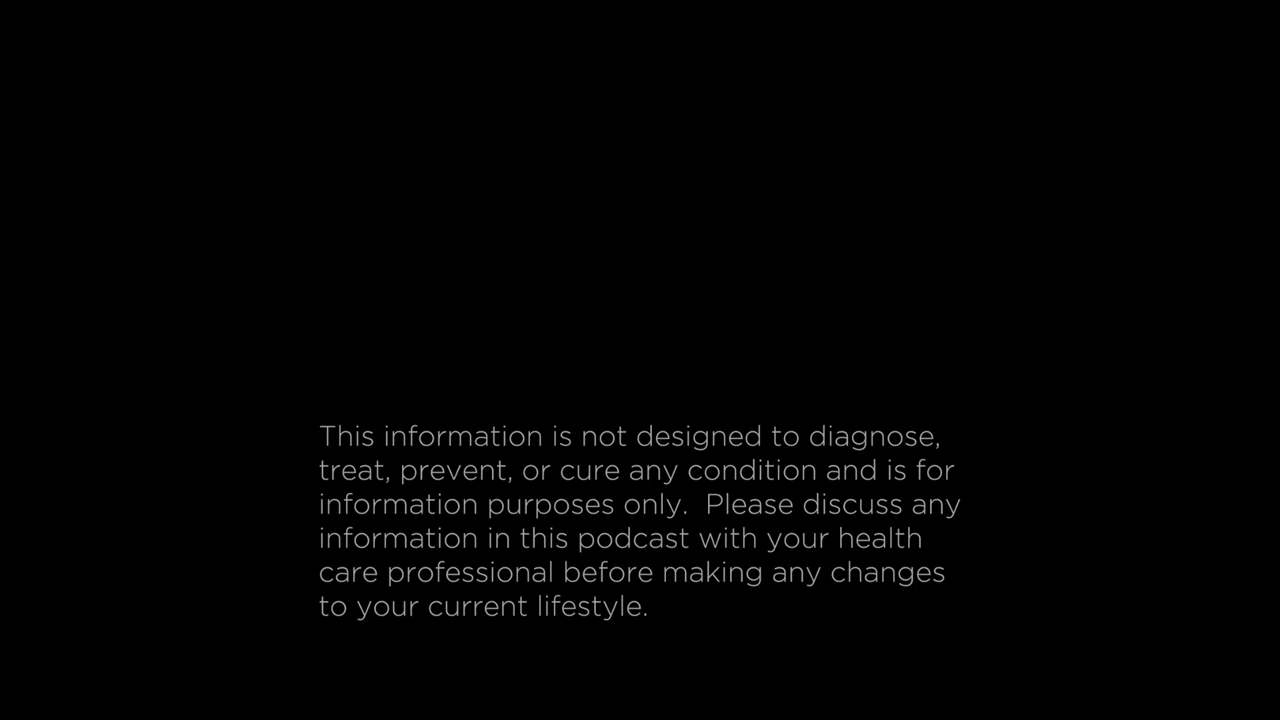 This information is not designed to diagnose,
treat, prevent, or cure any condition and is for
information purposes only.  Please discuss any
information in this podcast with your health
care professional before making any changes
to your current lifestyle.